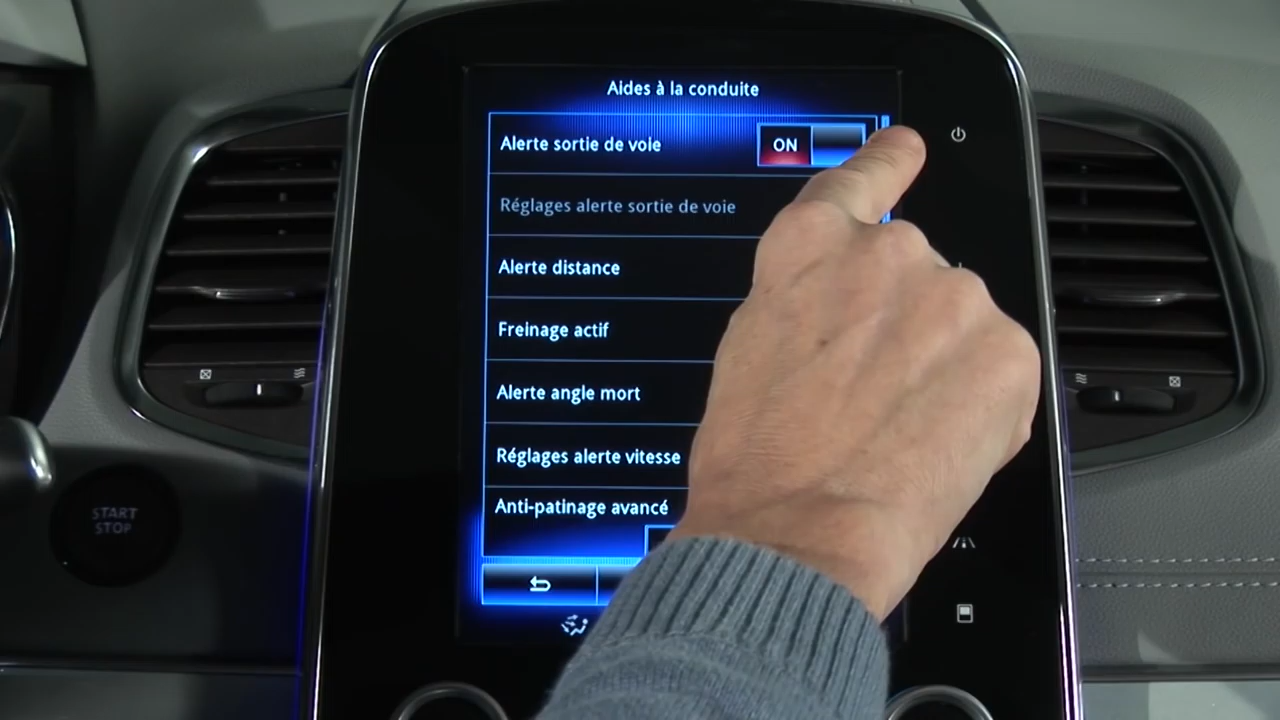 Aides à la conduite
Alerte sortie de voie ON
Réglages alerte sortie de voie
Alerte distance
Freinage actif
Alerte angle mort
Réglages alerte vitesse
Anti-patinage avancé
START
STOP